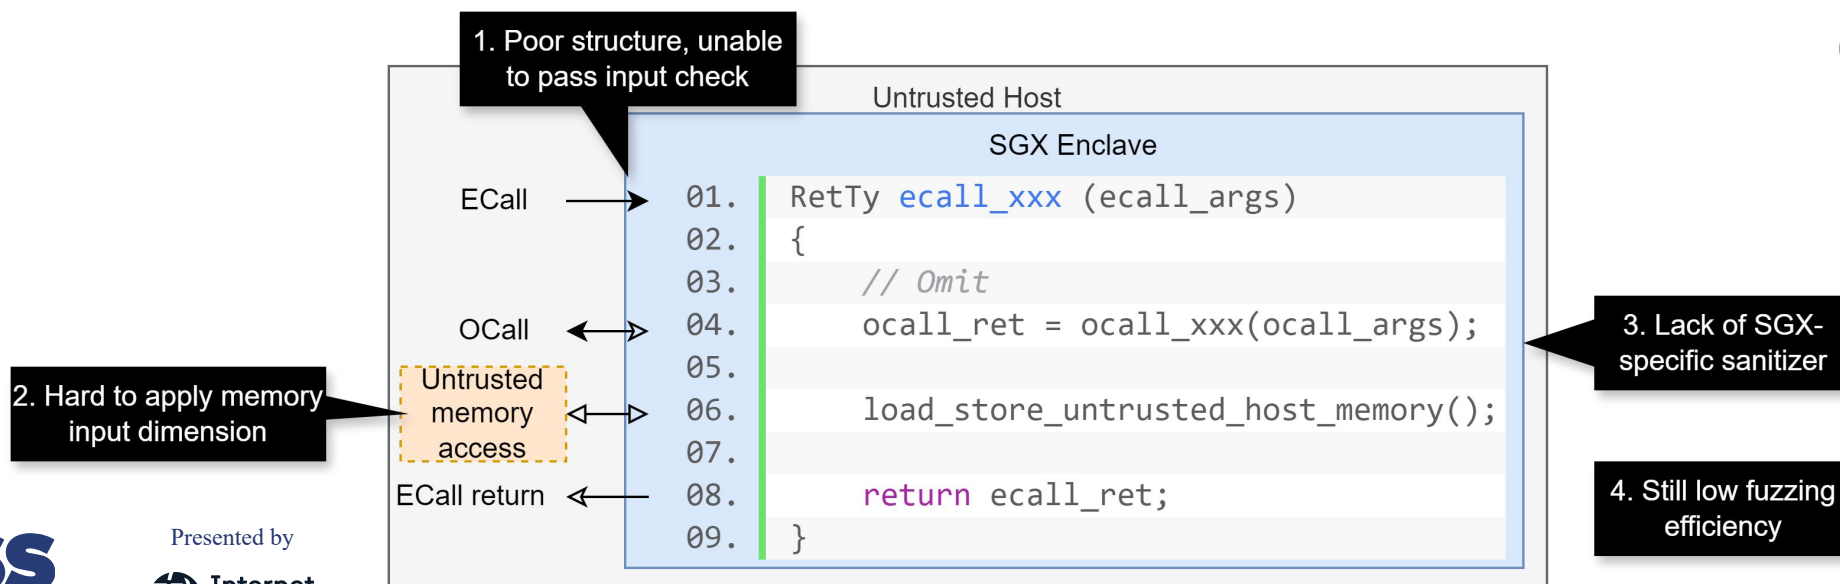 1. Poor structure, unable
to pass input check
Untrusted Host
SGX Enclave
ECall
01. RetTy ecall_xxx (ecall_args)
02. {
03. // Omit
OCall
04. ocall_ret = ocall_xxx(ocall_args);
05.
3. Lack of SGX-
specific sanitizer
2. Hard to apply memory
input dimension
Untrusted
memory
access
06. load_store_untrusted_host_memory();
07.
ECall return
08. return ecall_ret;
09. }
4. Still low fuzzing
efficiency
Presented by
Internet